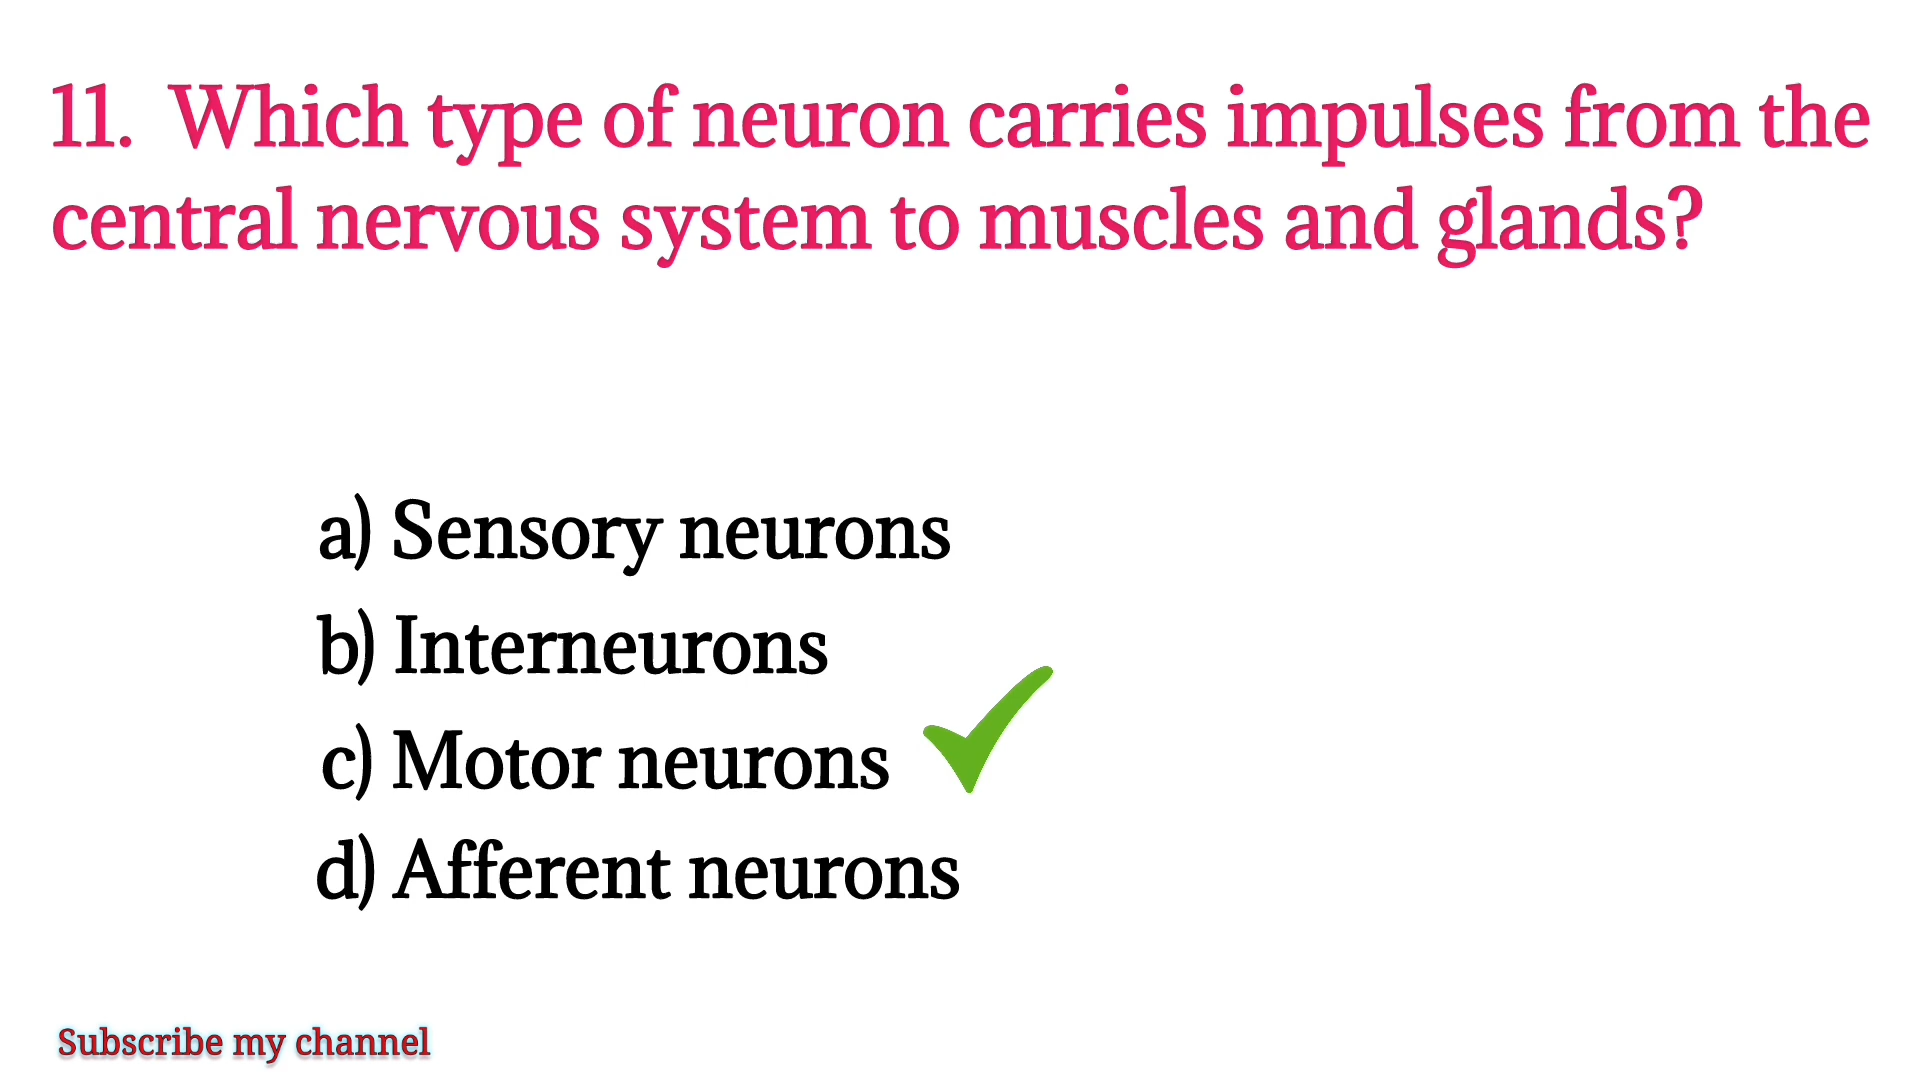 11. Which type of neuron carries impulses from the
central nervous system to muscles and glands?
a) Sensory neurons
b) Interneurons
c) Motor neurons
d) Afferent neurons
Subscribe my channel